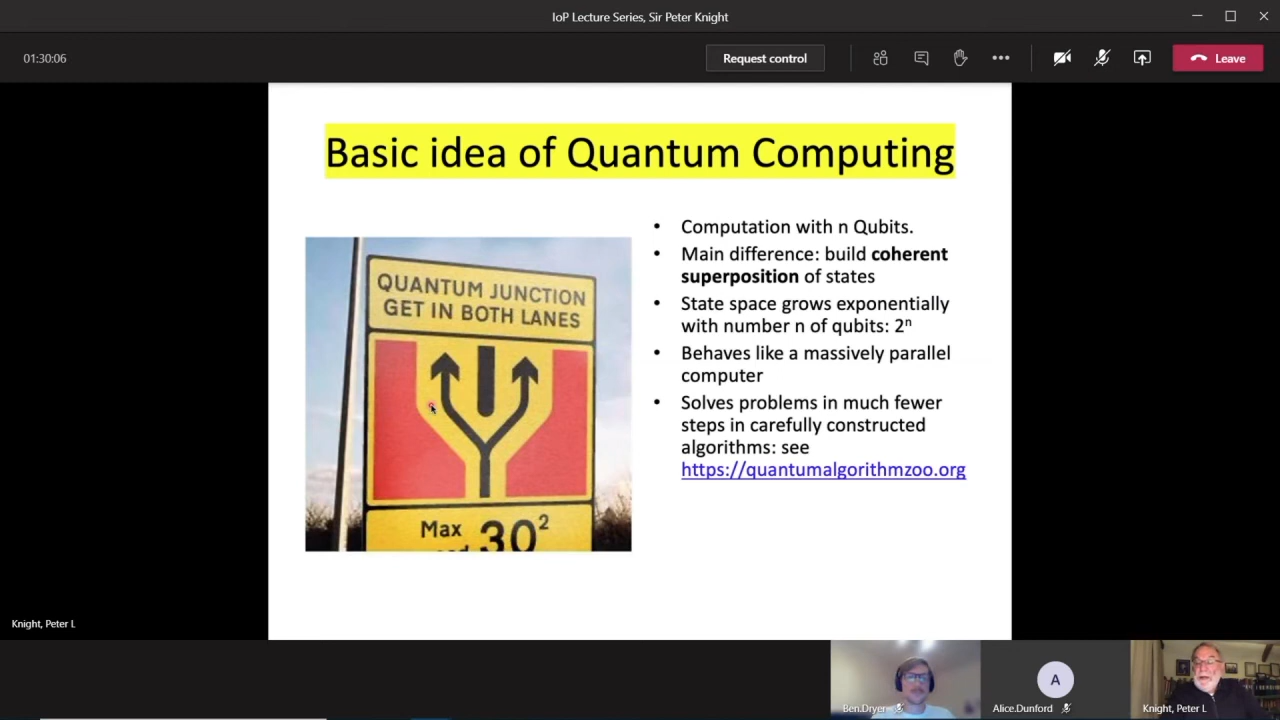 IoP Lecture Series, Sir Peter Knight
01:30:06
Request control
Leave
Basic idea of Quantum Computing
QUANTUM JUNCTION
GET IN BOTH LANES
Max 30²
• Computation with n Qubits.
• Main difference: build coherent
superposition of states
• State space grows exponentially
with number n of qubits: 2ⁿ
• Behaves like a massively parallel
computer
• Solves problems in much fewer
steps in carefully constructed
algorithms: see
https://quantumalgorithmzoo.org
Knight, Peter L
A
Ben.Dryer
Alice.Dunford
Knight, Peter L